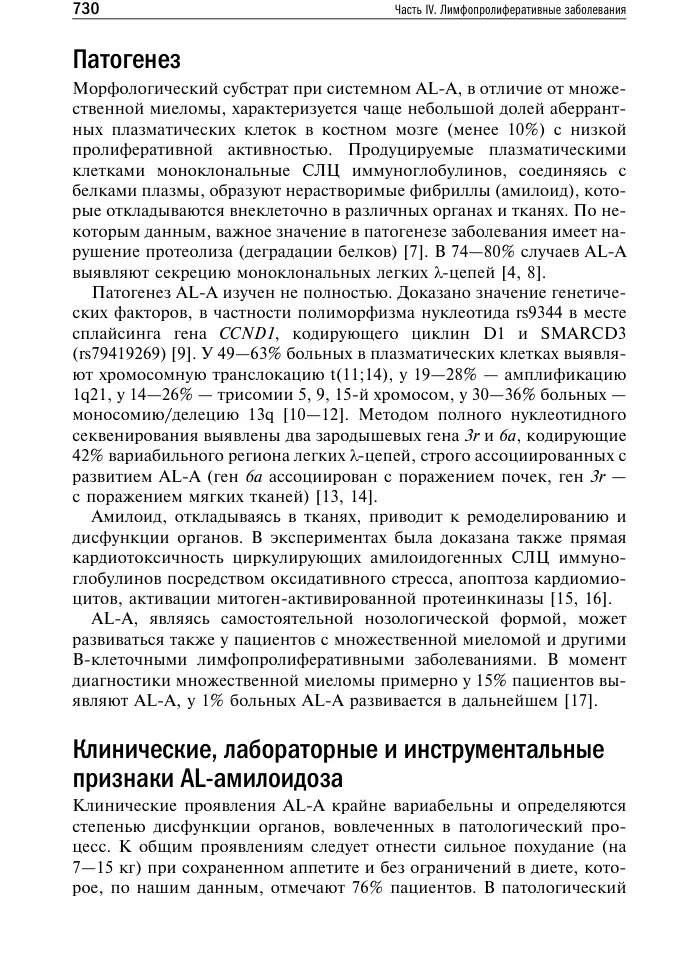 730
Часть IV. Лимфопролиферативные заболевания
Патогенез
Морфологический субстрат при системном AL-A, в отличие от множе-
ственной миеломы, характеризуется чаще небольшой долей аберрант-
ных плазматических клеток в костном мозге (менее 10%) с низкой
пролиферативной активностью. Продуцируемые плазматическими
клетками моноклональные СЛЦ иммуноглобулинов, соединяясь с
белками плазмы, образуют нерастворимые фибриллы (амилоид), кото-
рые откладываются внеклеточно в различных органах и тканях. По не-
которым данным, важное значение в патогенезе заболевания имеет на-
рушение протеолиза (деградации белков) [7]. В 74—80% случаев AL-A
выявляют секрецию моноклональных легких λ-цепей [4, 8].
Патогенез AL-A изучен не полностью. Доказано значение генетиче-
ских факторов, в частности полиморфизма нуклеотида rs9344 в месте
сплайсинга гена CCND1, кодирующего циклин D1 и SMARCD3
(rs79419269) [9]. У 49—63% больных в плазматических клетках выявля-
ют хромосомную транслокацию t(11;14), у 19—28% — амплификацию
1q21, у 14—26% — трисомии 5, 9, 15-й хромосом, у 30—36% больных —
моносомию/делецию 13q [10—12]. Методом полного нуклеотидного
секвенирования выявлены два зародышевых гена 3r и 6a, кодирующие
42% вариабильного региона легких λ-цепей, строго ассоциированных с
развитием AL-A (ген 6a ассоциирован с поражением почек, ген 3r —
с поражением мягких тканей) [13, 14].
Амилоид, откладываясь в тканях, приводит к ремоделированию и
дисфункции органов. В экспериментах была доказана также прямая
кардиотоксичность циркулирующих амилоидогенных СЛЦ иммуно-
глобулинов посредством оксидативного стресса, апоптоза кардиомио-
цитов, активации митоген-активированной протеинкиназы [15, 16].
AL-A, являясь самостоятельной нозологической формой, может
развиваться также у пациентов с множественной миеломой и другими
В-клеточными лимфопролиферативными заболеваниями. В момент
диагностики множественной миеломы примерно у 15% пациентов вы-
являют AL-A, у 1% больных AL-A развивается в дальнейшем [17].
Клинические, лабораторные и инструментальные
признаки AL-амилоидоза
Клинические проявления AL-A крайне вариабельны и определяются
степенью дисфункции органов, вовлеченных в патологический про-
цесс. К общим проявлениям следует отнести сильное похудание (на
7—15 кг) при сохраненном аппетите и без ограничений в диете, кото-
рое, по нашим данным, отмечают 76% пациентов. В патологический